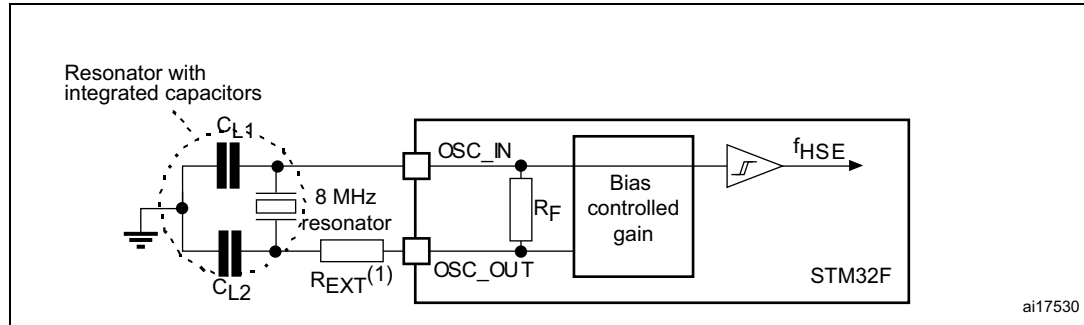 Resonator with
integrated capacitors
CL1
OSC_IN
fHSE
8 MHz
resonator
RF
Bias
controlled
gain
OSC_OUT
REXT(1)
CL2
STM32F
ai17530